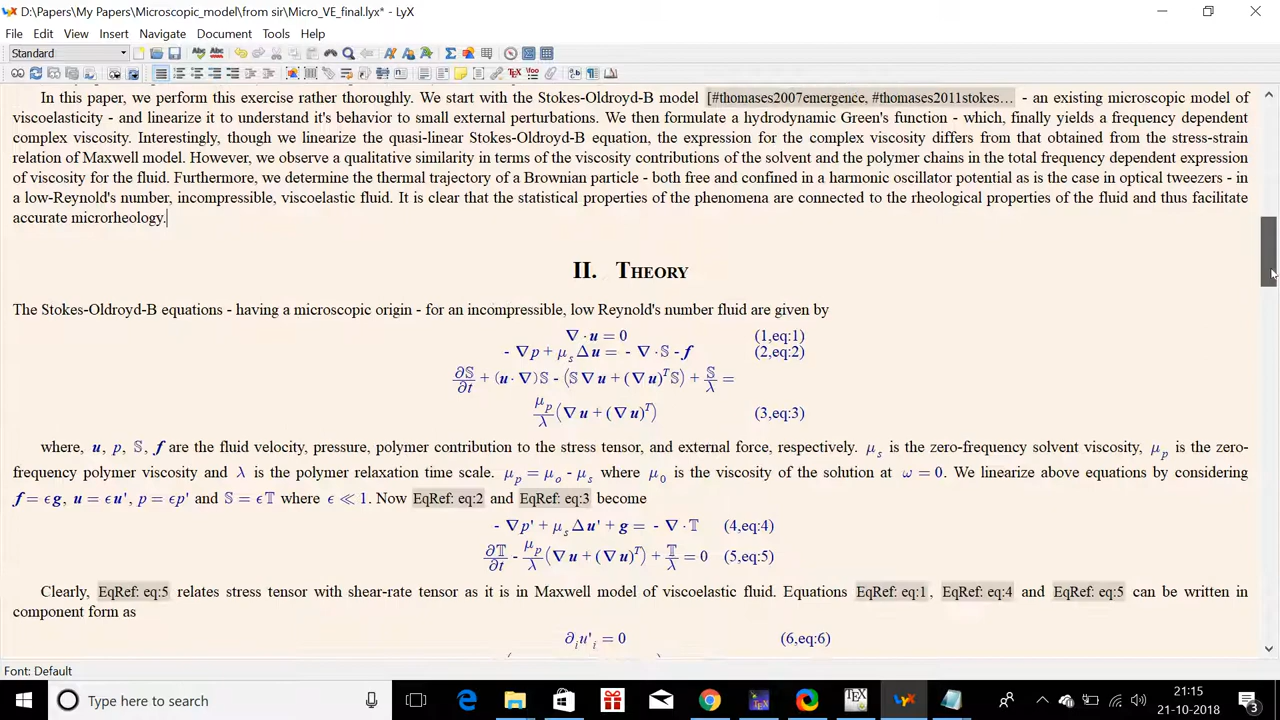 D:\Papers\My Papers\Microscopic_model\from sir\Micro_VE_final.lyx* - LyX
File Edit View Insert Navigate Document Tools Help
Standard
In this paper, we perform this exercise rather thoroughly. We start with the Stokes-Oldroyd-B model [#thomases2007emergence, #thomases2011stokes… - an existing microscopic model of
viscoelasticity - and linearize it to understand it's behavior to small external perturbations. We then formulate a hydrodynamic Green's function - which, finally yields a frequency dependent
complex viscosity. Interestingly, though we linearize the quasi-linear Stokes-Oldroyd-B equation, the expression for the complex viscosity differs from that obtained from the stress-strain
relation of Maxwell model. However, we observe a qualitative similarity in terms of the viscosity contributions of the solvent and the polymer chains in the total frequency dependent expression
of viscosity for the fluid. Furthermore, we determine the thermal trajectory of a Brownian particle - both free and confined in a harmonic oscillator potential as is the case in optical tweezers - in
a low-Reynold's number, incompressible, viscoelastic fluid. It is clear that the statistical properties of the phenomena are connected to the rheological properties of the fluid and thus facilitate
accurate microrheology.
II. Theory
The Stokes-Oldroyd-B equations - having a microscopic origin - for an incompressible, low Reynold's number fluid are given by
∇ · u = 0 (1,eq:1)
- ∇p + μ_s Δu = - ∇ · 𝕊 - f (2,eq:2)
∂𝕊/∂t + (u · ∇)𝕊 - (𝕊∇u + (∇u)^T 𝕊) + 𝕊/λ =
μ_p/λ (∇u + (∇u)^T) (3,eq:3)
where, u, p, 𝕊, f are the fluid velocity, pressure, polymer contribution to the stress tensor, and external force, respectively. μ_s is the zero-frequency solvent viscosity, μ_p is the zero-
frequency polymer viscosity and λ is the polymer relaxation time scale. μ_p = μ_o - μ_s where μ_0 is the viscosity of the solution at ω = 0. We linearize above equations by considering
f = ϵg, u = ϵu', p = ϵp' and 𝕊 = ϵ𝕋 where ϵ ≪ 1. Now EqRef: eq:2 and EqRef: eq:3 become
- ∇p' + μ_s Δu' + g = - ∇ · 𝕋 (4,eq:4)
∂𝕋/∂t - μ_p/λ (∇u + (∇u)^T) + 𝕋/λ = 0 (5,eq:5)
Clearly, EqRef: eq:5 relates stress tensor with shear-rate tensor as it is in Maxwell model of viscoelastic fluid. Equations EqRef: eq:1, EqRef: eq:4 and EqRef: eq:5 can be written in
component form as
∂_i u'_i = 0 (6,eq:6)
Font: Default
Type here to search
21:15
21-10-2018
3